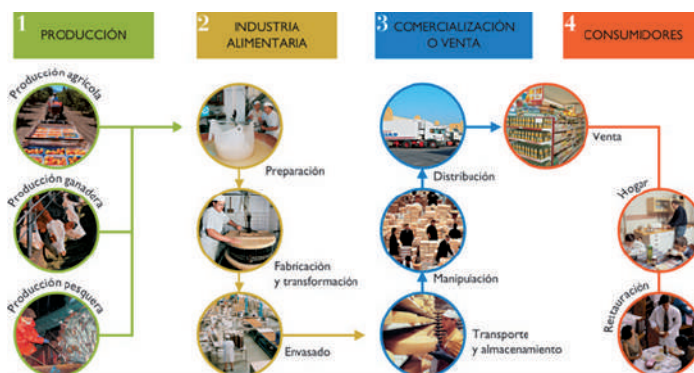 1 PRODUCCIÓN
2 INDUSTRIA
ALIMENTARIA
3 COMERCIALIZACIÓN
O VENTA
4 CONSUMIDORES
Producción agrícola
Producción ganadera
Producción pesquera
Preparación
Fabricación
y transformación
Envasado
Transporte
y almacenamiento
Manipulación
Distribución
Venta
Hogar
Restauración